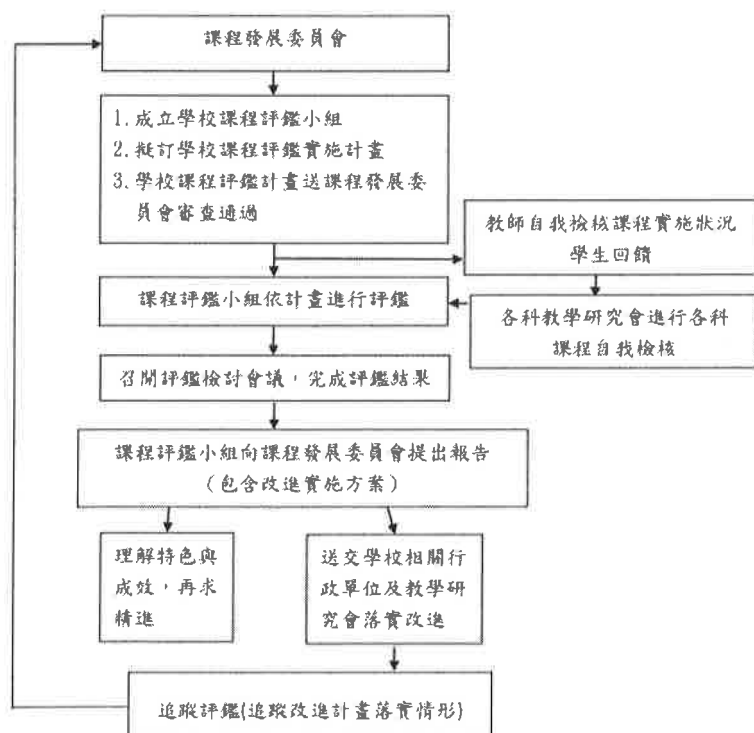 課程發展委員會
1.成立學校課程評鑑小組
2.擬訂學校課程評鑑實施計畫
3.學校課程評鑑計畫送課程發展委
員會審查通過
教師自我檢核課程實施狀況
學生回饋
課程評鑑小組依計畫進行評鑑
各科教學研究會進行各科
課程自我檢核
召開評鑑檢討會議，完成評鑑結果
課程評鑑小組向課程發展委員會提出報告
(包含改進實施方案)
理解特色與
成效，再求
精進
送交學校相關行
政單位及教學研
究會落實改進
追蹤評鑑(追蹤改進計畫落實情形)